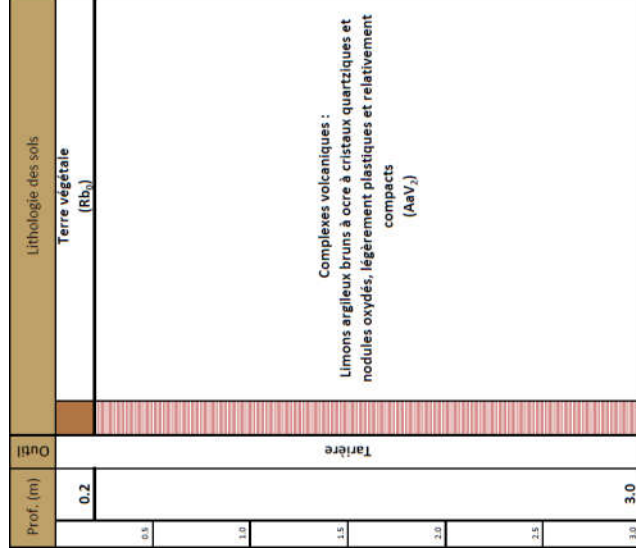 Prof. (m)
Outil
Lithologie des sols
0.2
Terre végétale
(Rb₀)
0.5
1.0
1.5
2.0
2.5
3.0
3.0
Tarière
Complexes volcaniques :
Limons argileux bruns à ocre à cristaux quartziques et
nodules oxydés, légèrement plastiques et relativement
compacts
(AaV₂)